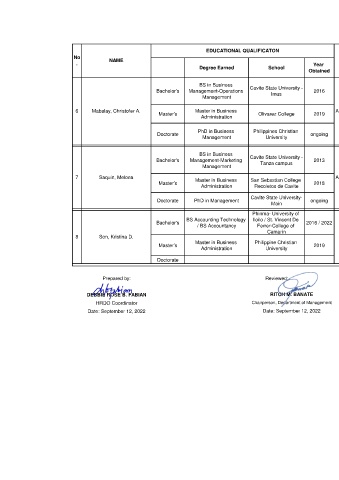 EDUCATIONAL QUALIFICATON
No
.
NAME
Degree Earned
School
Year
Obtained
6
Mabalay, Christofer A.
Bachelor's
BS in Business
Management-Operations
Management
Cavite State University -
Imus
2016
A
Master's
Master in Business
Administration
Olivarez College
2019
Doctorate
PhD in Business
Management
Philippines Christian
University
ongoing
7
Saquin, Melona
Bachelor's
BS in Business
Management-Marketing
Management
Cavite State University -
Tanza campus
2013
A
Master's
Master in Business
Administration
San Sebastian College
Recoletos de Cavite
2018
Doctorate
PhD in Management
Cavite State University-
Main
ongoing
8
Son, Kristina D.
Bachelor's
BS Accounting Technology
/ BS Accountancy
University of
Iloilo / St. Vincent De
Ferrer College of
Camarin
2016 / 2022
Master's
Master in Business
Administration
Philippine Christian
University
2019
Doctorate
Prepared by:
Reviewed:
DEBBIE ROSE B. FABIAN
BANATE
HRDO Coordinator
Chairperson, Department of Management
Date: September 12, 2022
Date: September 12, 2022